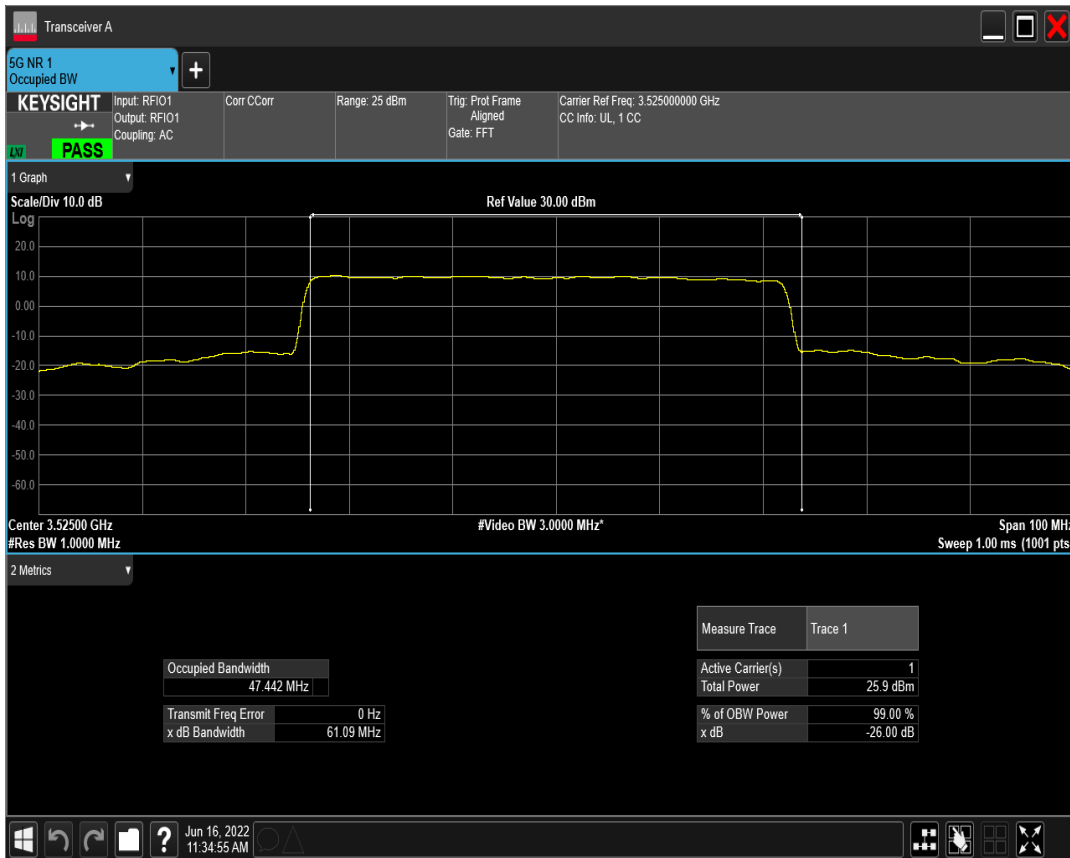 Transceiver A
5G NR 1
Occupied BW
+
KEYSIGHT
LXI
PASS
Input: RFIO1
Output: RFIO1
Coupling: AC
Corr CCorr
Range: 25 dBm
Trig: Prot Frame
Aligned
Gate: FFT
Carrier Ref Freq: 3.525000000 GHz
CC Info: UL, 1 CC
1 Graph
Scale/Div 10.0 dB
Ref Value 30.00 dBm
Log
20.0
10.0
0.00
-10.0
-20.0
-30.0
-40.0
-50.0
-60.0
Center 3.52500 GHz
#Video BW 3.0000 MHz*
Span 100 MHz
#Res BW 1.0000 MHz
Sweep 1.00 ms (1001 pts
2 Metrics
Measure Trace Trace 1
Occupied Bandwidth
47.442 MHz
Active Carrier(s) 1
Total Power 25.9 dBm
Transmit Freq Error 0 Hz
x dB Bandwidth 61.09 MHz
% of OBW Power 99.00 %
x dB -26.00 dB
?
Jun 16, 2022
11:34:55 AM